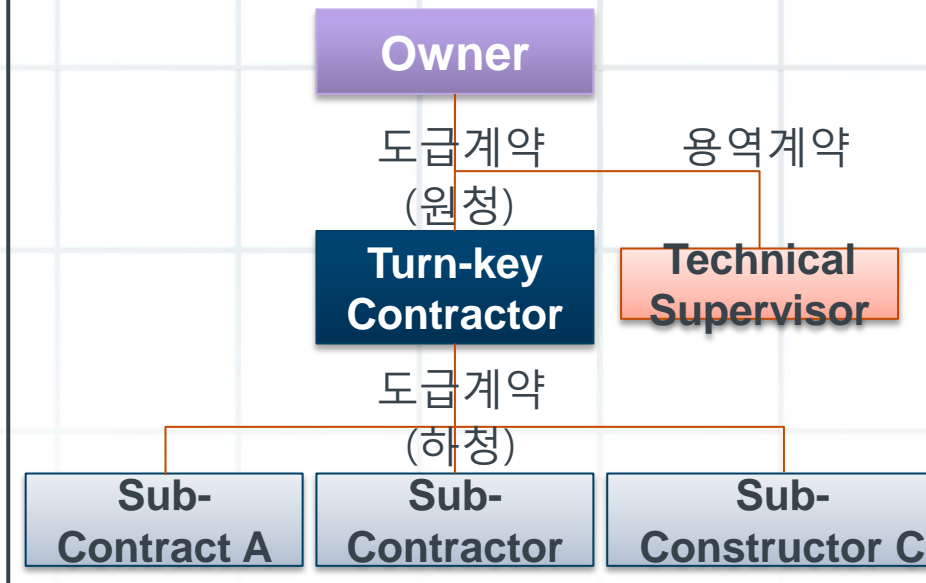 Owner
도급계약 용역계약
(원청)
Turn-key
Contractor
Technical
Supervisor
도급계약
(하청)
Sub-
Contract A
Sub-
Contractor
Sub-
Constructor C